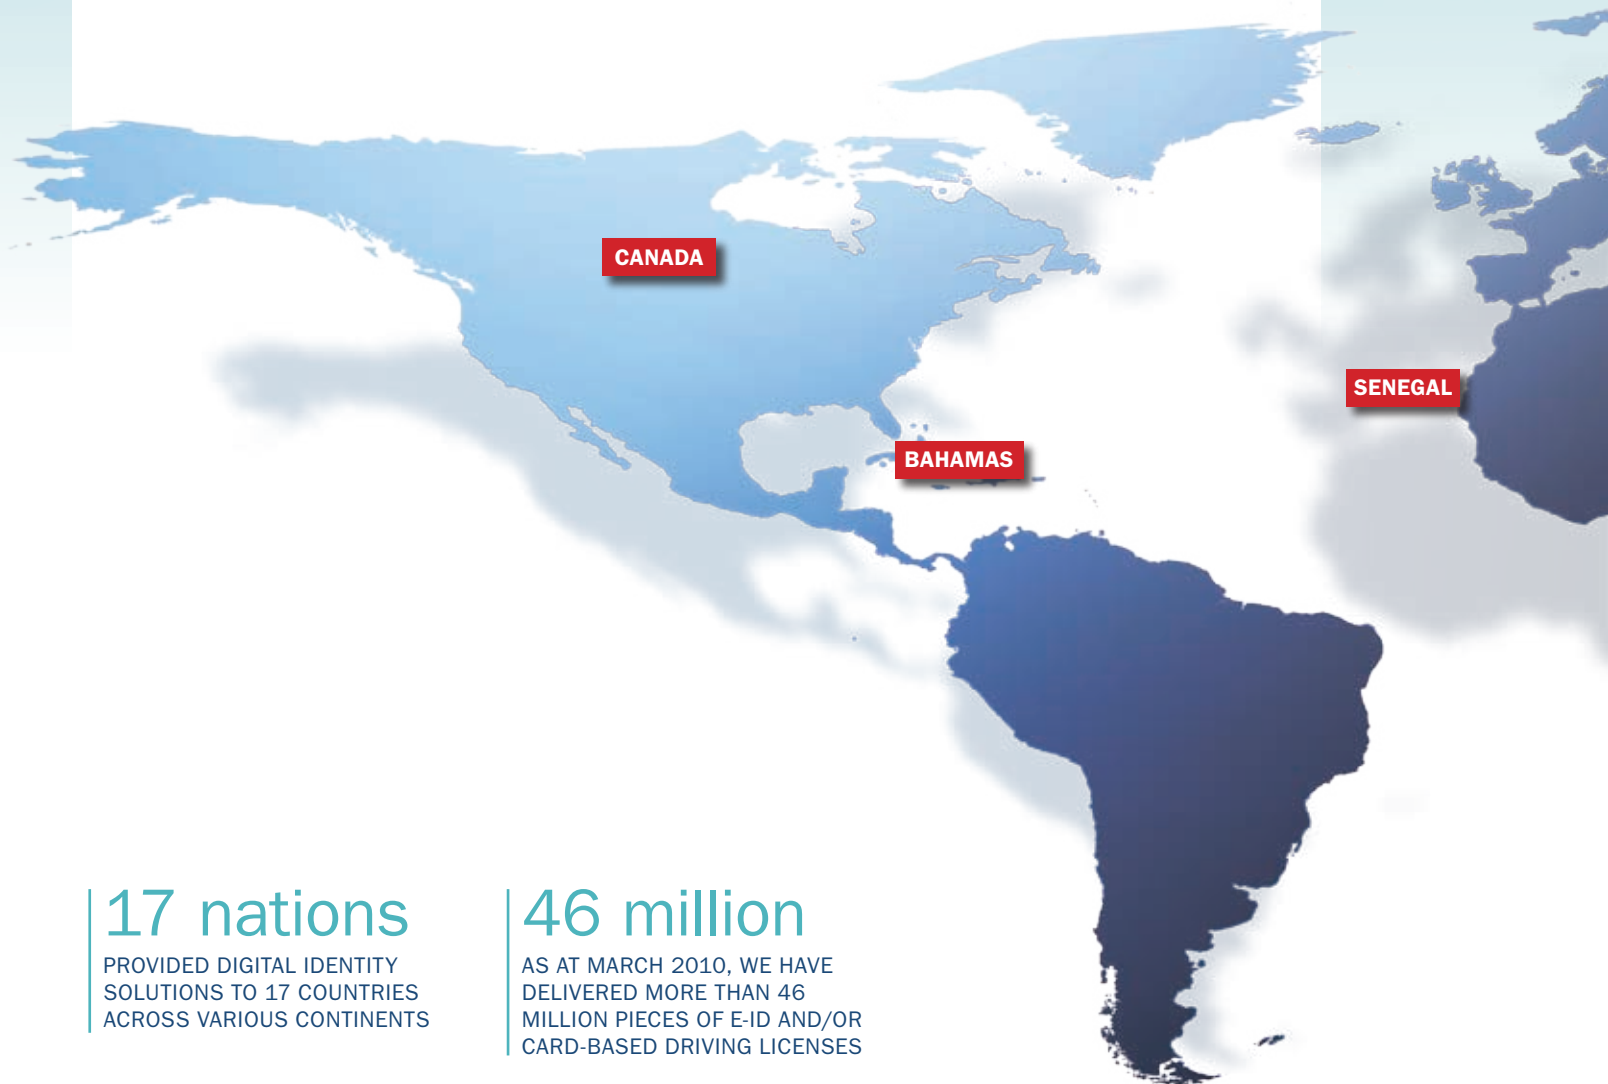 CANADA
SENEGAL
BAHAMAS
17 nations
PROVIDED DIGITAL IDENTITY
SOLUTIONS TO 17 COUNTRIES
ACROSS VARIOUS CONTINENTS
46 million
AS AT MARCH 2010, WE HAVE
DELIVERED MORE THAN 46
MILLION PIECES OF E-ID AND/OR
CARD-BASED DRIVING LICENSES